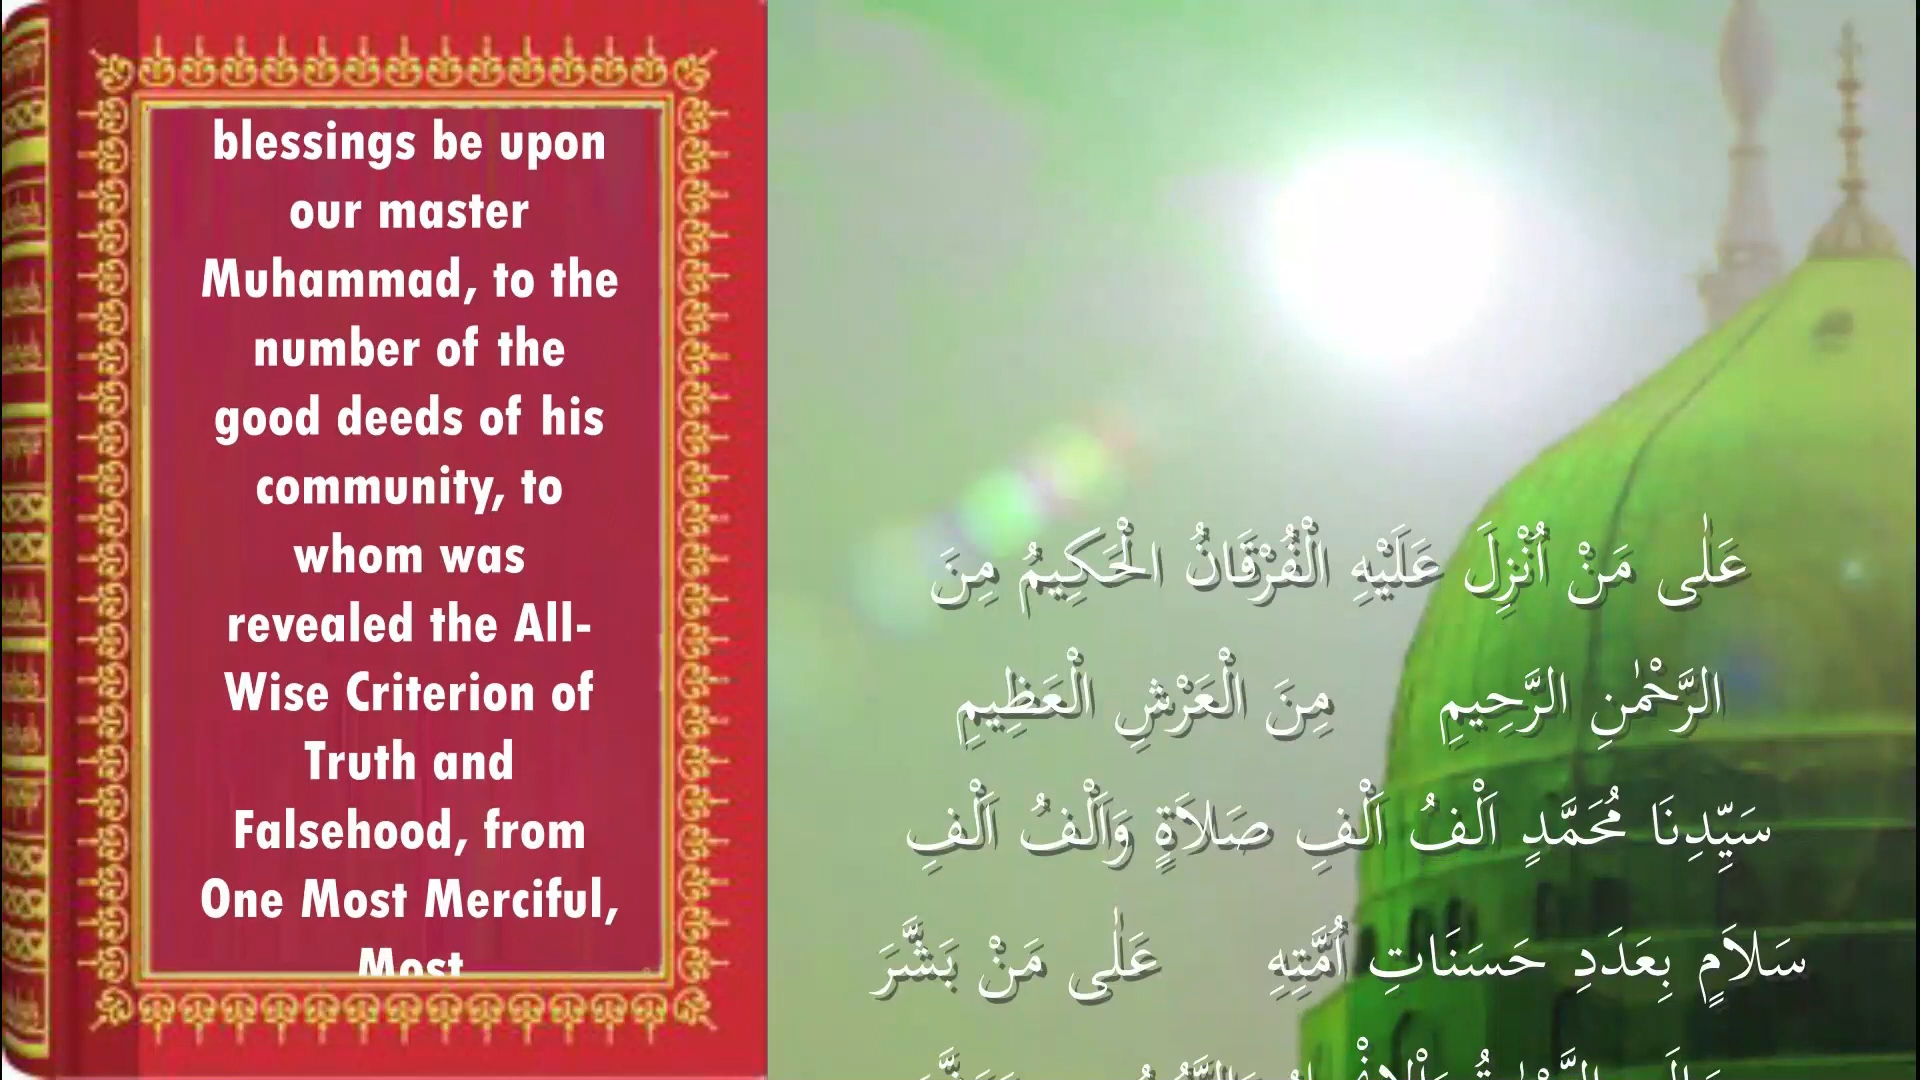 blessings be upon
our master
Muhammad, to the
number of the
good deeds of his
community, to
whom was
revealed the All-
Wise Criterion of
Truth and
Falsehood, from
One Most Merciful,
Most
عَلٰى مَنْ اُنْزِلَ عَلَيْهِ الْفُرْقَانُ الْحَكِيمُ مِنَ
الرَّحْمٰنِ الرَّحِيمِ مِنَ الْعَرْشِ الْعَظِيمِ
سَيِّدِنَا مُحَمَّدٍ اَلْفُ اَلْفِ صَلاَةٍ وَاَلْفُ اَلْفِ
سَلاَمٍ بِعَدَدِ حَسَنَاتِ اُمَّتِهِ عَلٰى مَنْ بَشَّرَ